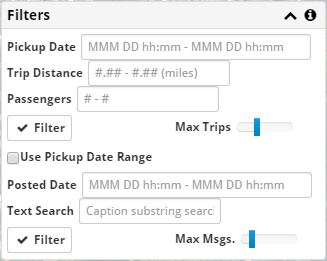 Filters
Pickup Date MMM DD hh:mm - MMM DD hh:mm
Trip Distance #.## - #.## (miles)
Passengers # - #
Filter Max Trips
Use Pickup Date Range
Posted Date MMM DD hh:mm - MMM DD hh:mm
Text Search Caption substring searc
Filter Max Msgs.